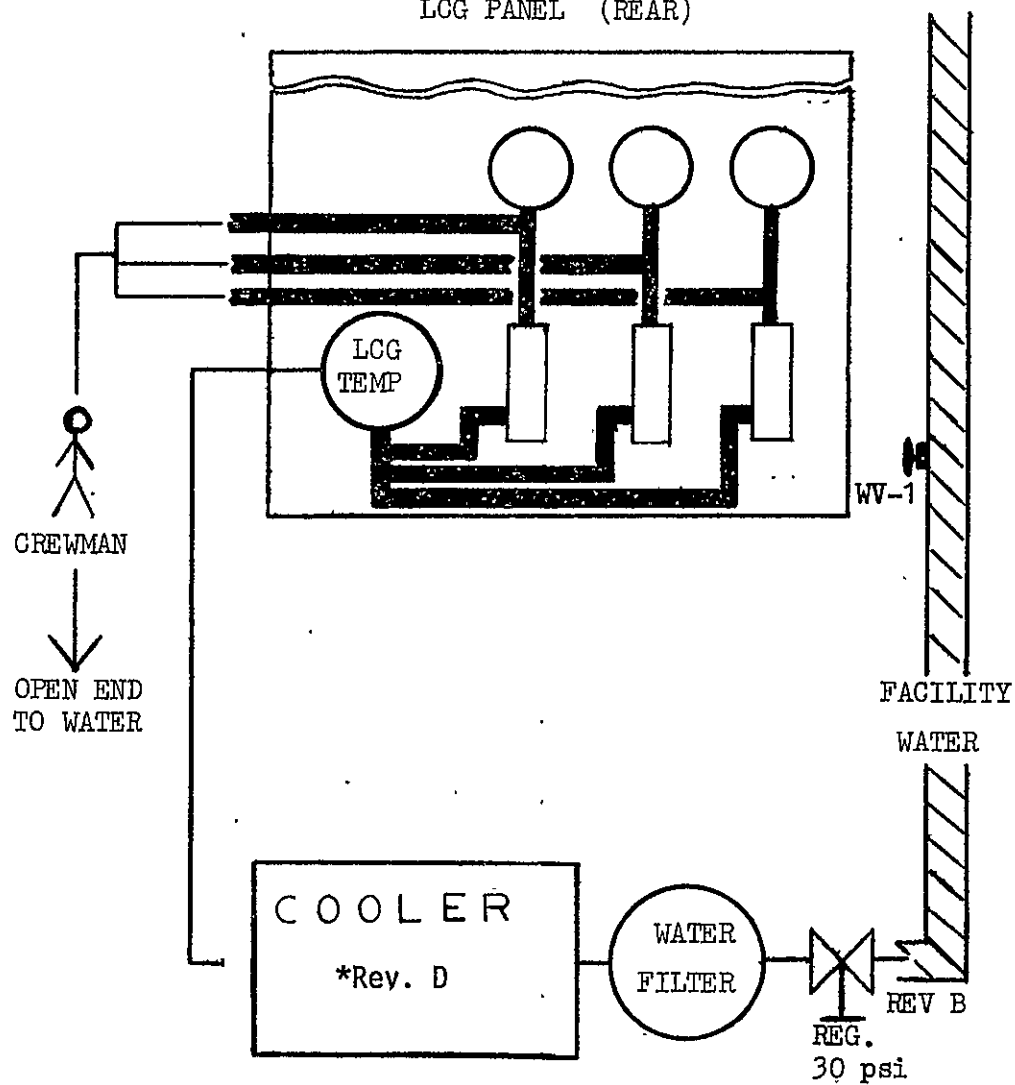 LCG PANEL (REAR)
LCG
TEMP
WV-1
CREWMAN
OPEN END
TO WATER
FACILITY
WATER
COOLER
*Rev. D
WATER
FILTER
REV B
REG.
30 psi